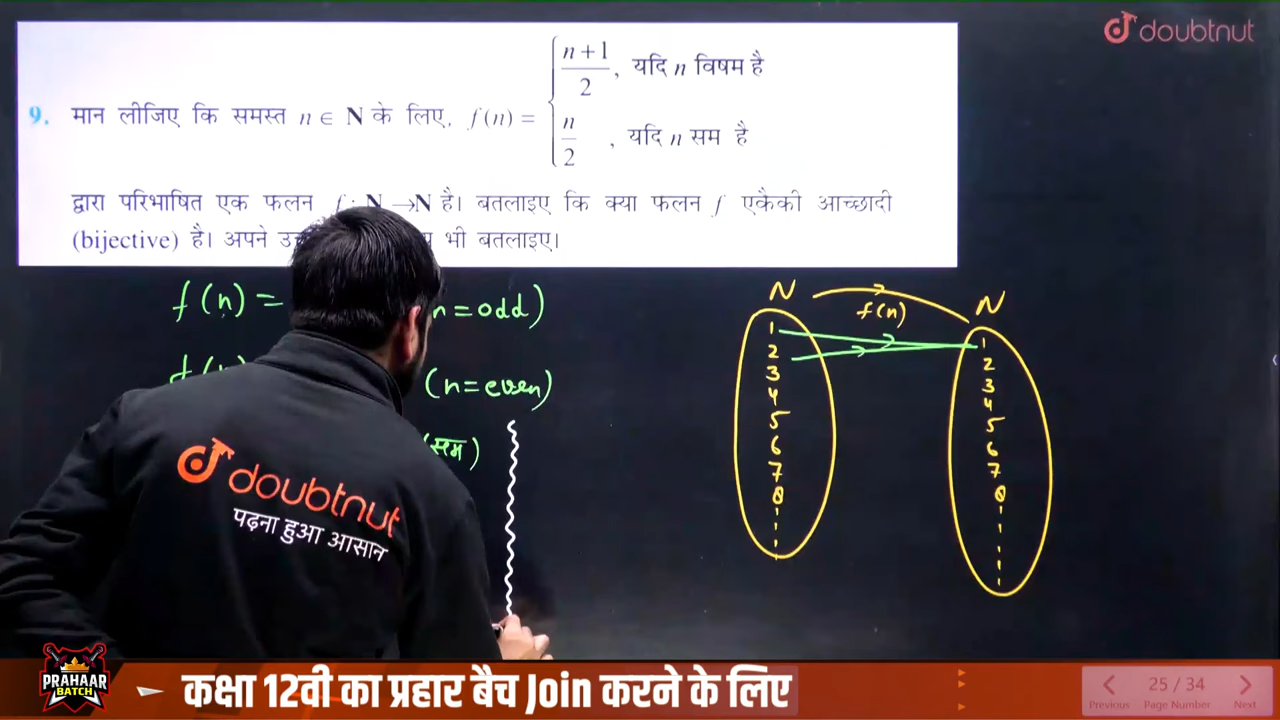 doubtnut
9. मान लीजिए कि समस्त n ∈ N के लिए, f(n) = { n+1/2, यदि n विषम है
n/2 , यदि n सम है
द्वारा परिभाषित एक फलन f : N →N है। बतलाइए कि क्या फलन f एकैकी आच्छादी
(bijective) है। अपने भी बतलाइए।
f(n) = n = odd)
(n = even)
(सम)
N f(n) N
1 1
2 2
3 3
4 4
5 5
6 6
7 7
8 8
doubtnut
पढ़ना हुआ आसान
PRAHAAR
BATCH
कक्षा 12वी का प्रहार बैच Join करने के लिए
25 / 34
Previous Page Number Next